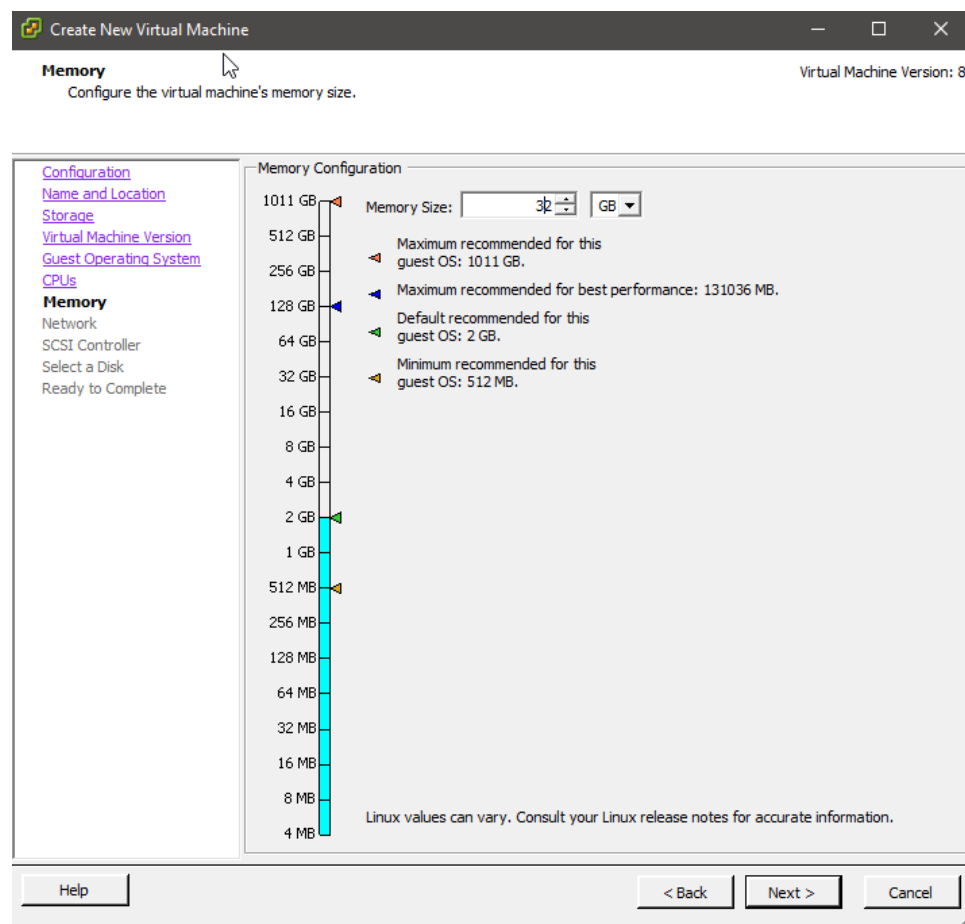 Create New Virtual Machine
Memory
Virtual Machine Version: 8
Configure the virtual machine's memory size.
Configuration
Name and Location
Storage
Virtual Machine Version
Guest Operating System
CPUs
Memory
Network
SCSI Controller
Select a Disk
Ready to Complete
Memory Configuration
1011 GB
512 GB
256 GB
128 GB
64 GB
32 GB
16 GB
8 GB
4 GB
2 GB
1 GB
512 MB
256 MB
128 MB
64 MB
32 MB
16 MB
8 MB
4 MB
Memory Size: 32 GB
Maximum recommended for this
guest OS: 1011 GB.
Maximum recommended for best performance: 131036 MB.
Default recommended for this
guest OS: 2 GB.
Minimum recommended for this
guest OS: 512 MB.
Linux values can vary. Consult your Linux release notes for accurate information.
Help
< Back
Next >
Cancel